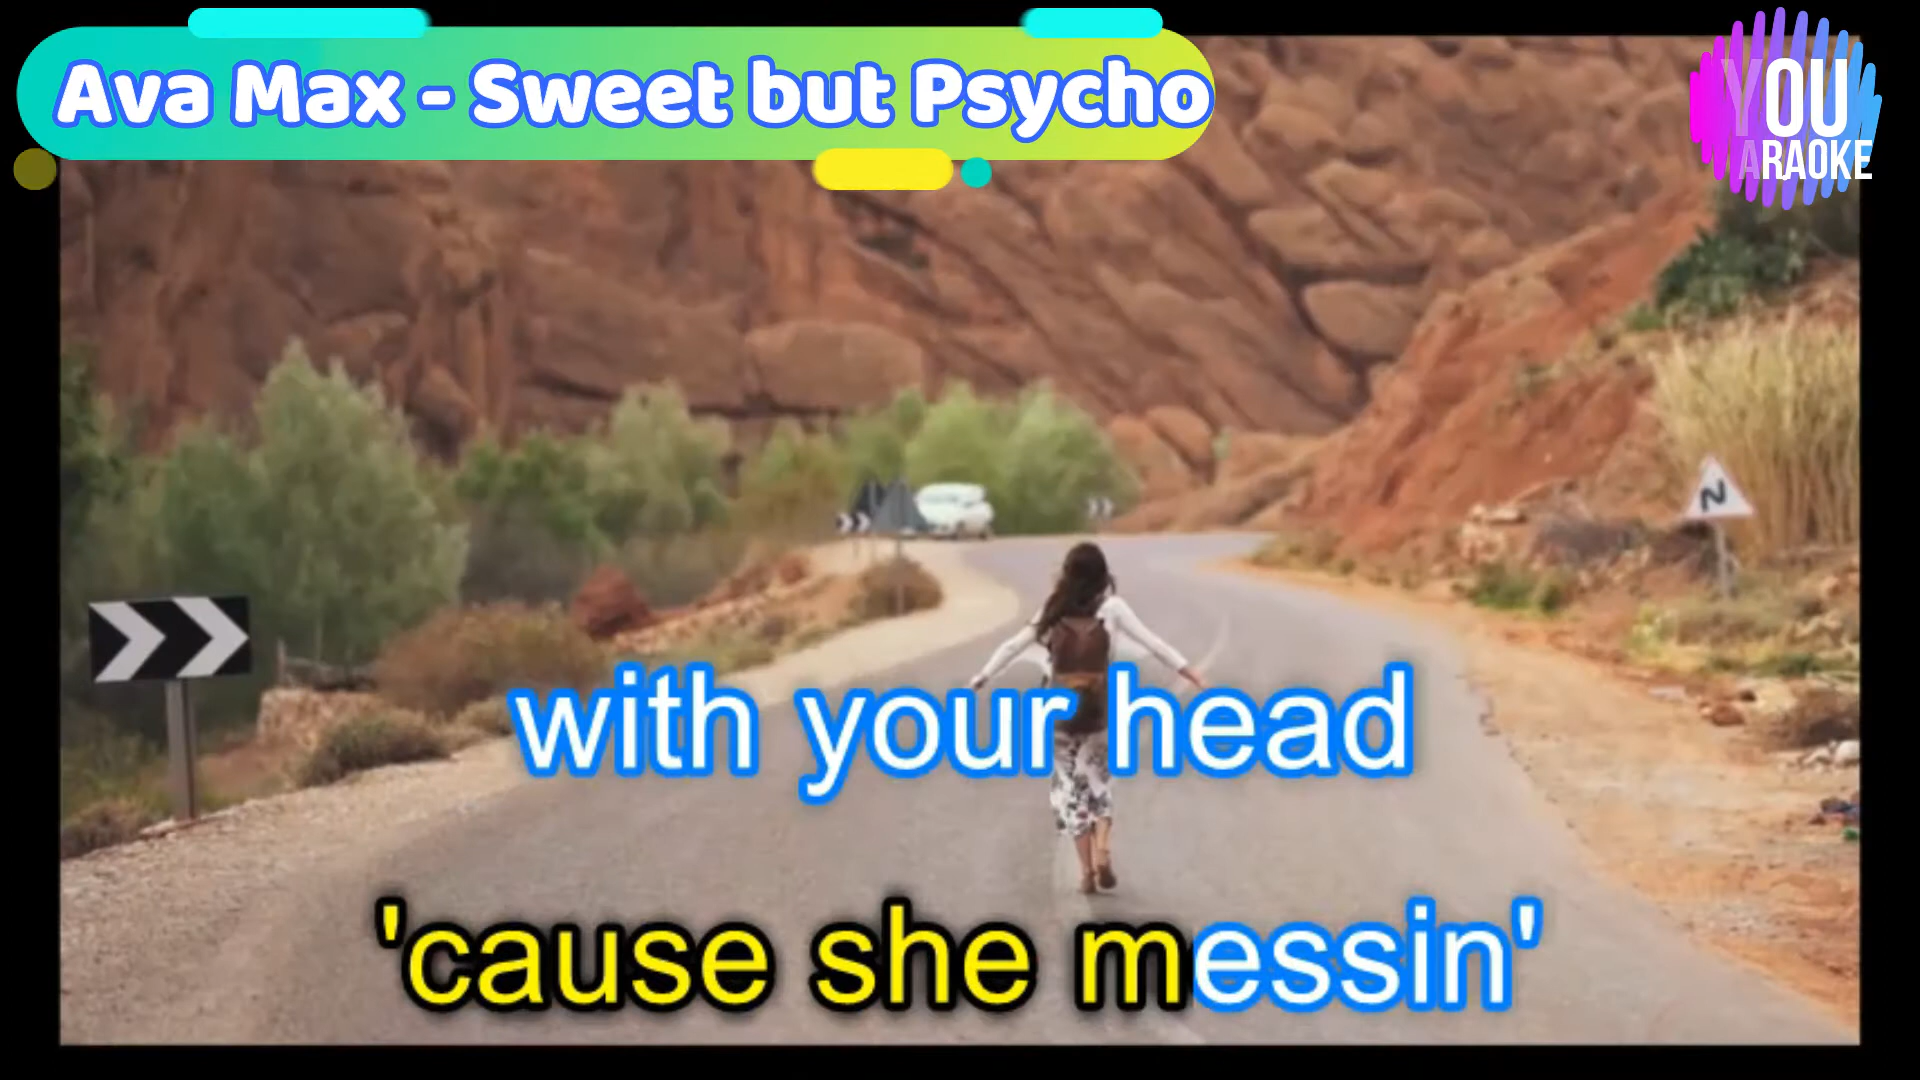 Ava Max - Sweet but Psycho
YOU
ARAOKE
with your head
'cause she messin'